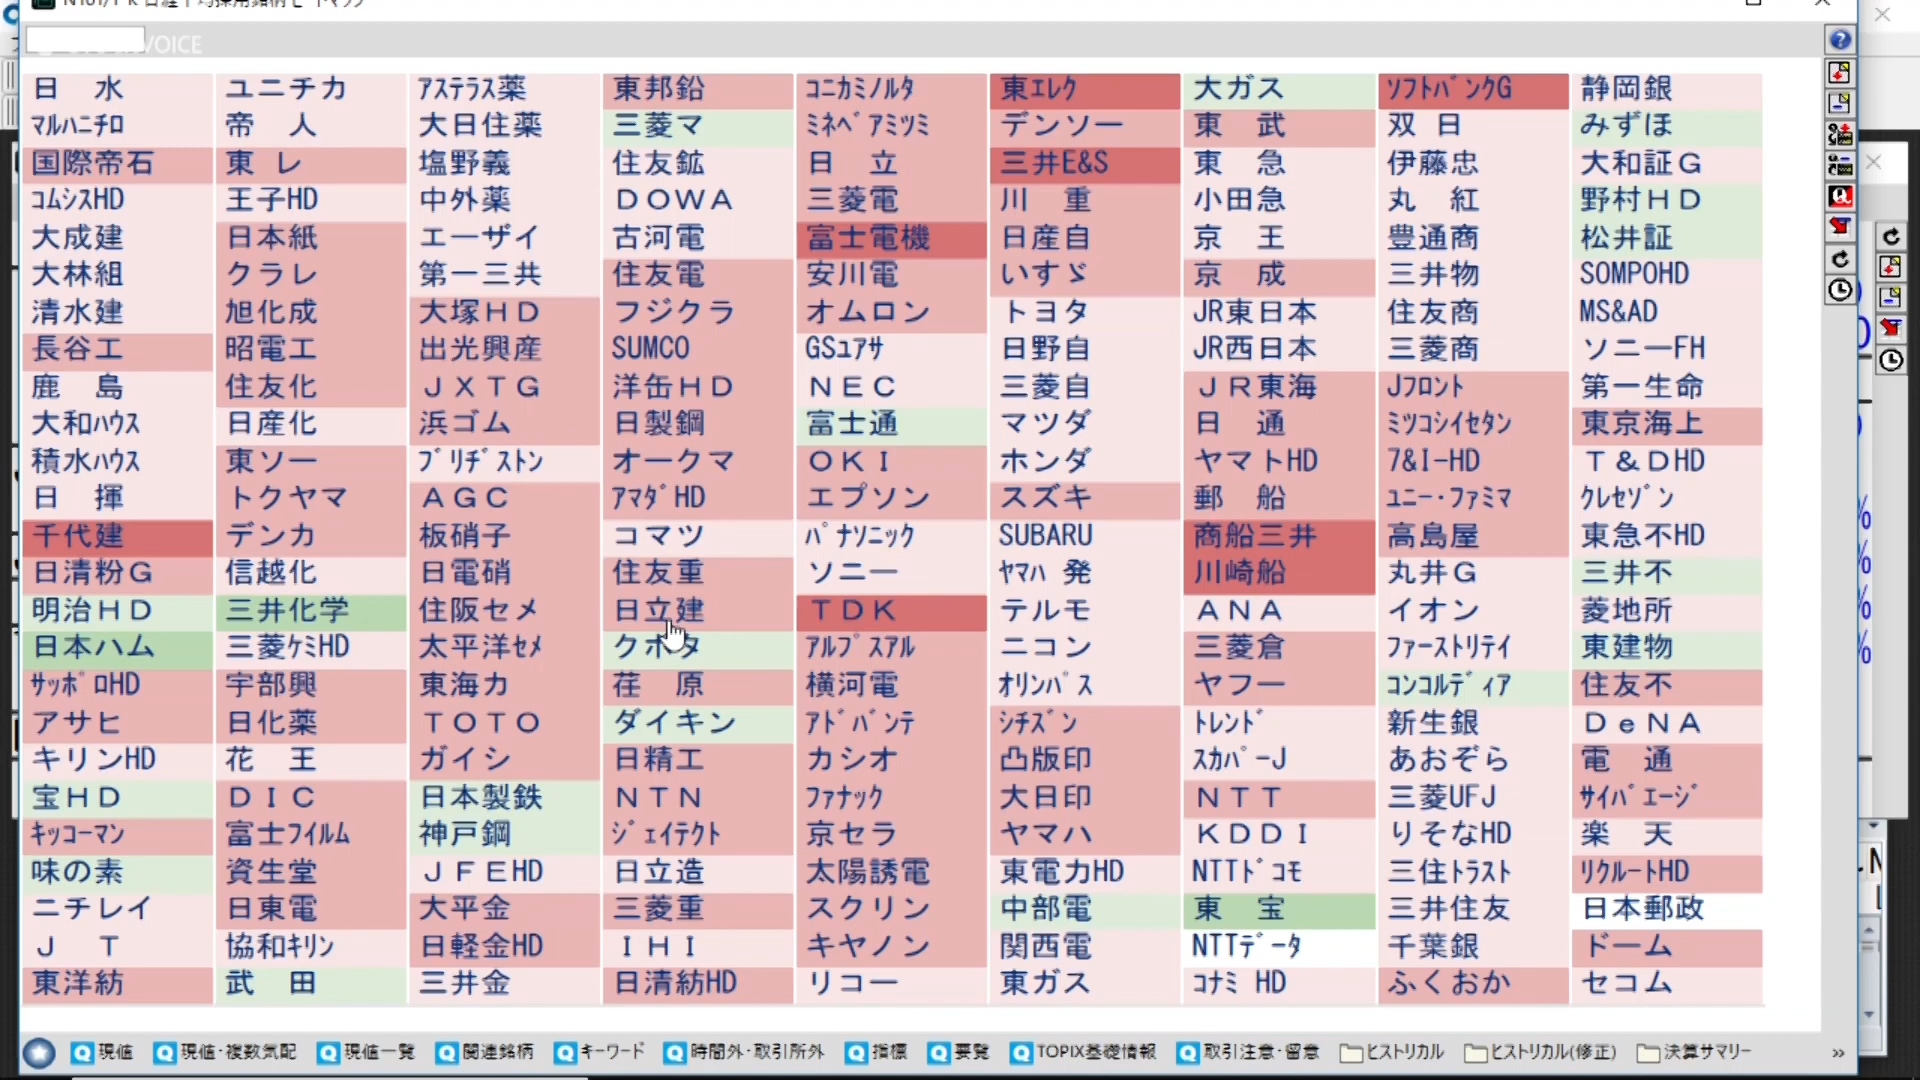 VOICE
日 水 ユニチカ アステラス薬 東邦鉛 コニカミノルタ 東エレク 大ガス ソフトバンクG 静岡銀
マルハニチロ 帝 人 大日住薬 三菱マ ミネベアミツミ デンソー 東 武 双 日 みずほ
国際帝石 東 レ 塩野義 住友鉱 日 立 三井E&S 東 急 伊藤忠 大和証G
コムシスHD 王子HD 中外薬 DOWA 三菱電 川 重 小田急 丸 紅 野村HD
大成建 日本紙 エーザイ 古河電 富士電機 日産自 京 王 豊通商 松井証
大林組 クラレ 第一三共 住友電 安川電 いすゞ 京 成 三井物 SOMPOHD
清水建 旭化成 大塚HD フジクラ オムロン トヨタ JR東日本 住友商 MS&AD
長谷工 昭電工 出光興産 SUMCO GSユアサ 日野自 JR西日本 三菱商 ソニーFH
鹿 島 住友化 JXTG 洋缶HD NEC 三菱自 JR東海 Jフロント 第一生命
大和ハウス 日産化 浜ゴム 日製鋼 富士通 マツダ 日 通 ミツコシイセタン 東京海上
積水ハウス 東ソー ブリヂストン オークマ OKI ホンダ ヤマトHD 7&I-HD T&DHD
日 揮 トクヤマ AGC アマダHD エプソン スズキ 郵 船 ユニー・ファミマ クレセゾン
千代建 デンカ 板硝子 コマツ パナソニック SUBARU 商船三井 高島屋 東急不HD
日清粉G 信越化 日電硝 住友重 ソニー ヤマハ発 川崎船 丸井G 三井不
明治HD 三井化学 住阪セメ 日立建 TDK テルモ ANA イオン 菱地所
日本ハム 三菱ケミHD 太平洋セメ クボタ アルプスアル ニコン 三菱倉 ファーストリテイ 東建物
サッポロHD 宇部興 東海カ 荏 原 横河電 オリンパス ヤフー コンコルディア 住友不
アサヒ 日化薬 TOTO ダイキン アドバンテ シチズン トレンド 新生銀 DeNA
キリンHD 花 王 ガイシ 日精工 カシオ 凸版印 スカパーJ あおぞら 電 通
宝HD DIC 日本製鉄 NTN ファナック 大日印 NTT 三菱UFJ サイバエージ
キッコーマン 富士フイルム 神戸鋼 ジェイテクト 京セラ ヤマハ KDDI りそなHD 楽 天
味の素 資生堂 JFEHD 日立造 太陽誘電 東電力HD NTTドコモ 三住トラスト リクルートHD
ニチレイ 日東電 大平金 三菱重 スクリン 中部電 東 宝 三井住友 日本郵政
J T 協和キリン 日軽金HD IHI キヤノン 関西電 NTTデータ 千葉銀 ドーム
東洋紡 武 田 三井金 日清紡HD リコー 東ガス コナミHD ふくおか セコム
現値 現値・複数気配 現値一覧 関連銘柄 キーワード 時間外・取引所外 指標 要覧 TOPIX基礎情報 取引注意・留意 ヒストリカル ヒストリカル(修正) 決算サマリー »